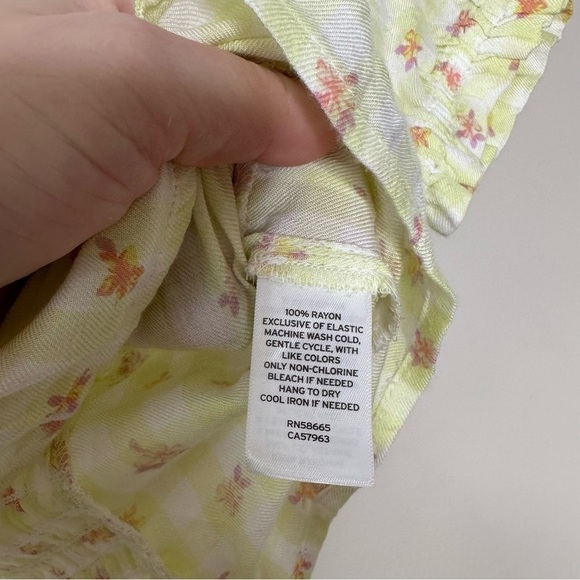 100% RAYON
EXCLUSIVE OF ELASTIC
MACHINE WASH COLD,
GENTLE CYCLE, WITH
LIKE COLORS
ONLY NON-CHLORINE
BLEACH IF NEEDED
HANG TO DRY
COOL IRON IF NEEDED
RN58665
CA57963